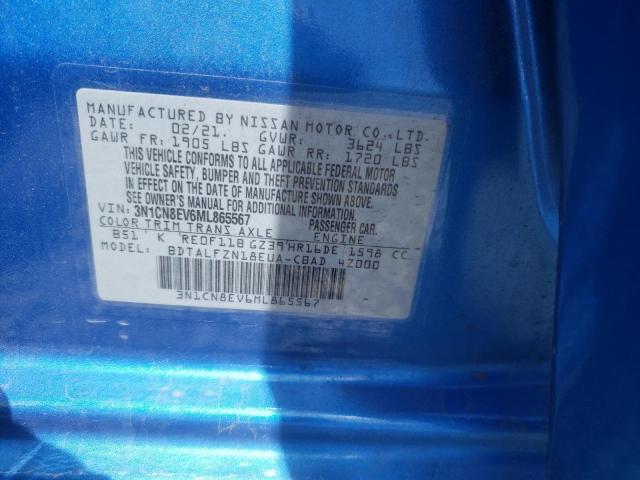 MANUFACTURED BY NISSAN MOTOR CO., LTD.
DATE: 02/21. GVWR: 3624 LBS
GAWR FR: 1905 LBS GAWR RR: 1720 LBS
THIS VEHICLE CONFORMS TO ALL APPLICABLE FEDERAL MOTOR
VEHICLE SAFETY, BUMPER AND THEFT PREVENTION STANDARDS
IN EFFECT ON THE DATE OF MANUFACTURE SHOWN ABOVE.
SEE OWNER'S MANUAL FOR ADDITIONAL INFORMATION.
VIN: 3N1CN8EV6ML865567 PASSENGER CAR.
COLOR TRIM TRANS AXLE ENGINE
B51 K RE0F11B GZ39 HR16DE 1598 CC
MODEL: BDTALFZN18EUA-CBAD 42000
3N1CN8EV6ML865567